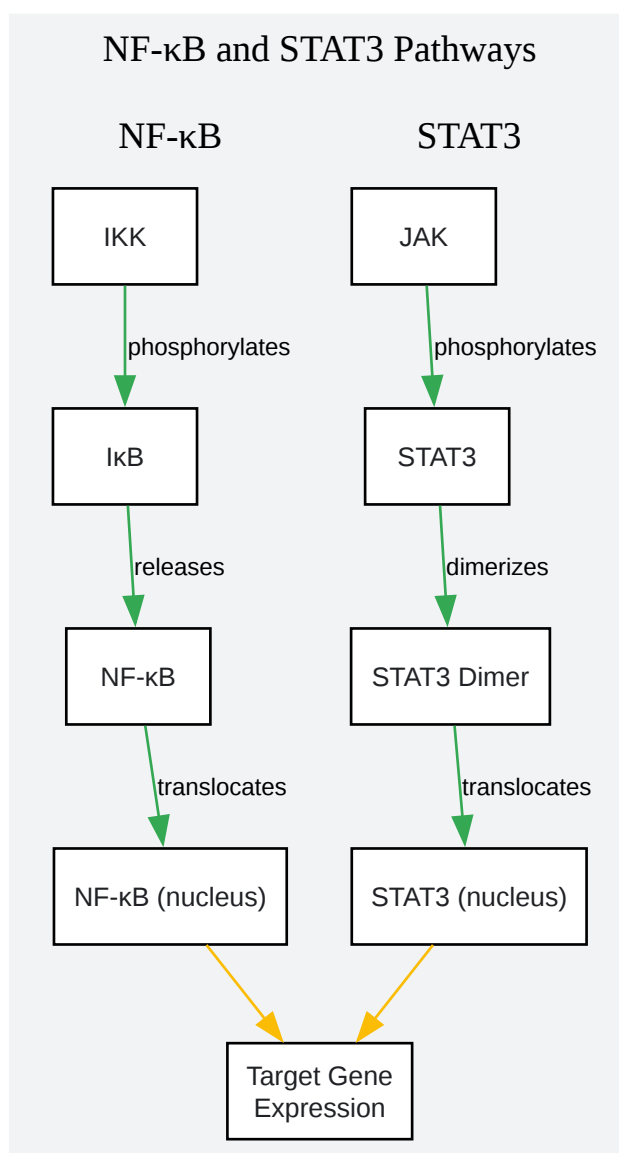 NF-κB and STAT3 Pathways
NF-κB
STAT3
IKK
JAK
phosphorylates
phosphorylates
IκB
STAT3
releases
dimerizes
NF-κB
STAT3 Dimer
translocates
translocates
NF-κB (nucleus)
STAT3 (nucleus)
Target Gene
Expression